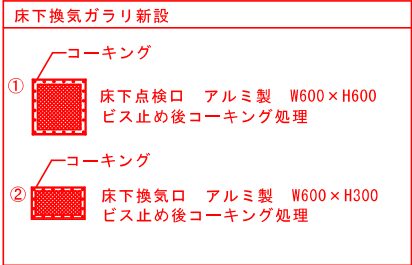 床下換気ガラリ新設
コーキング
① 床下点検口　アルミ製　W600×H600
ビス止め後コーキング処理
コーキング
② 床下換気口　アルミ製　W600×H300
ビス止め後コーキング処理